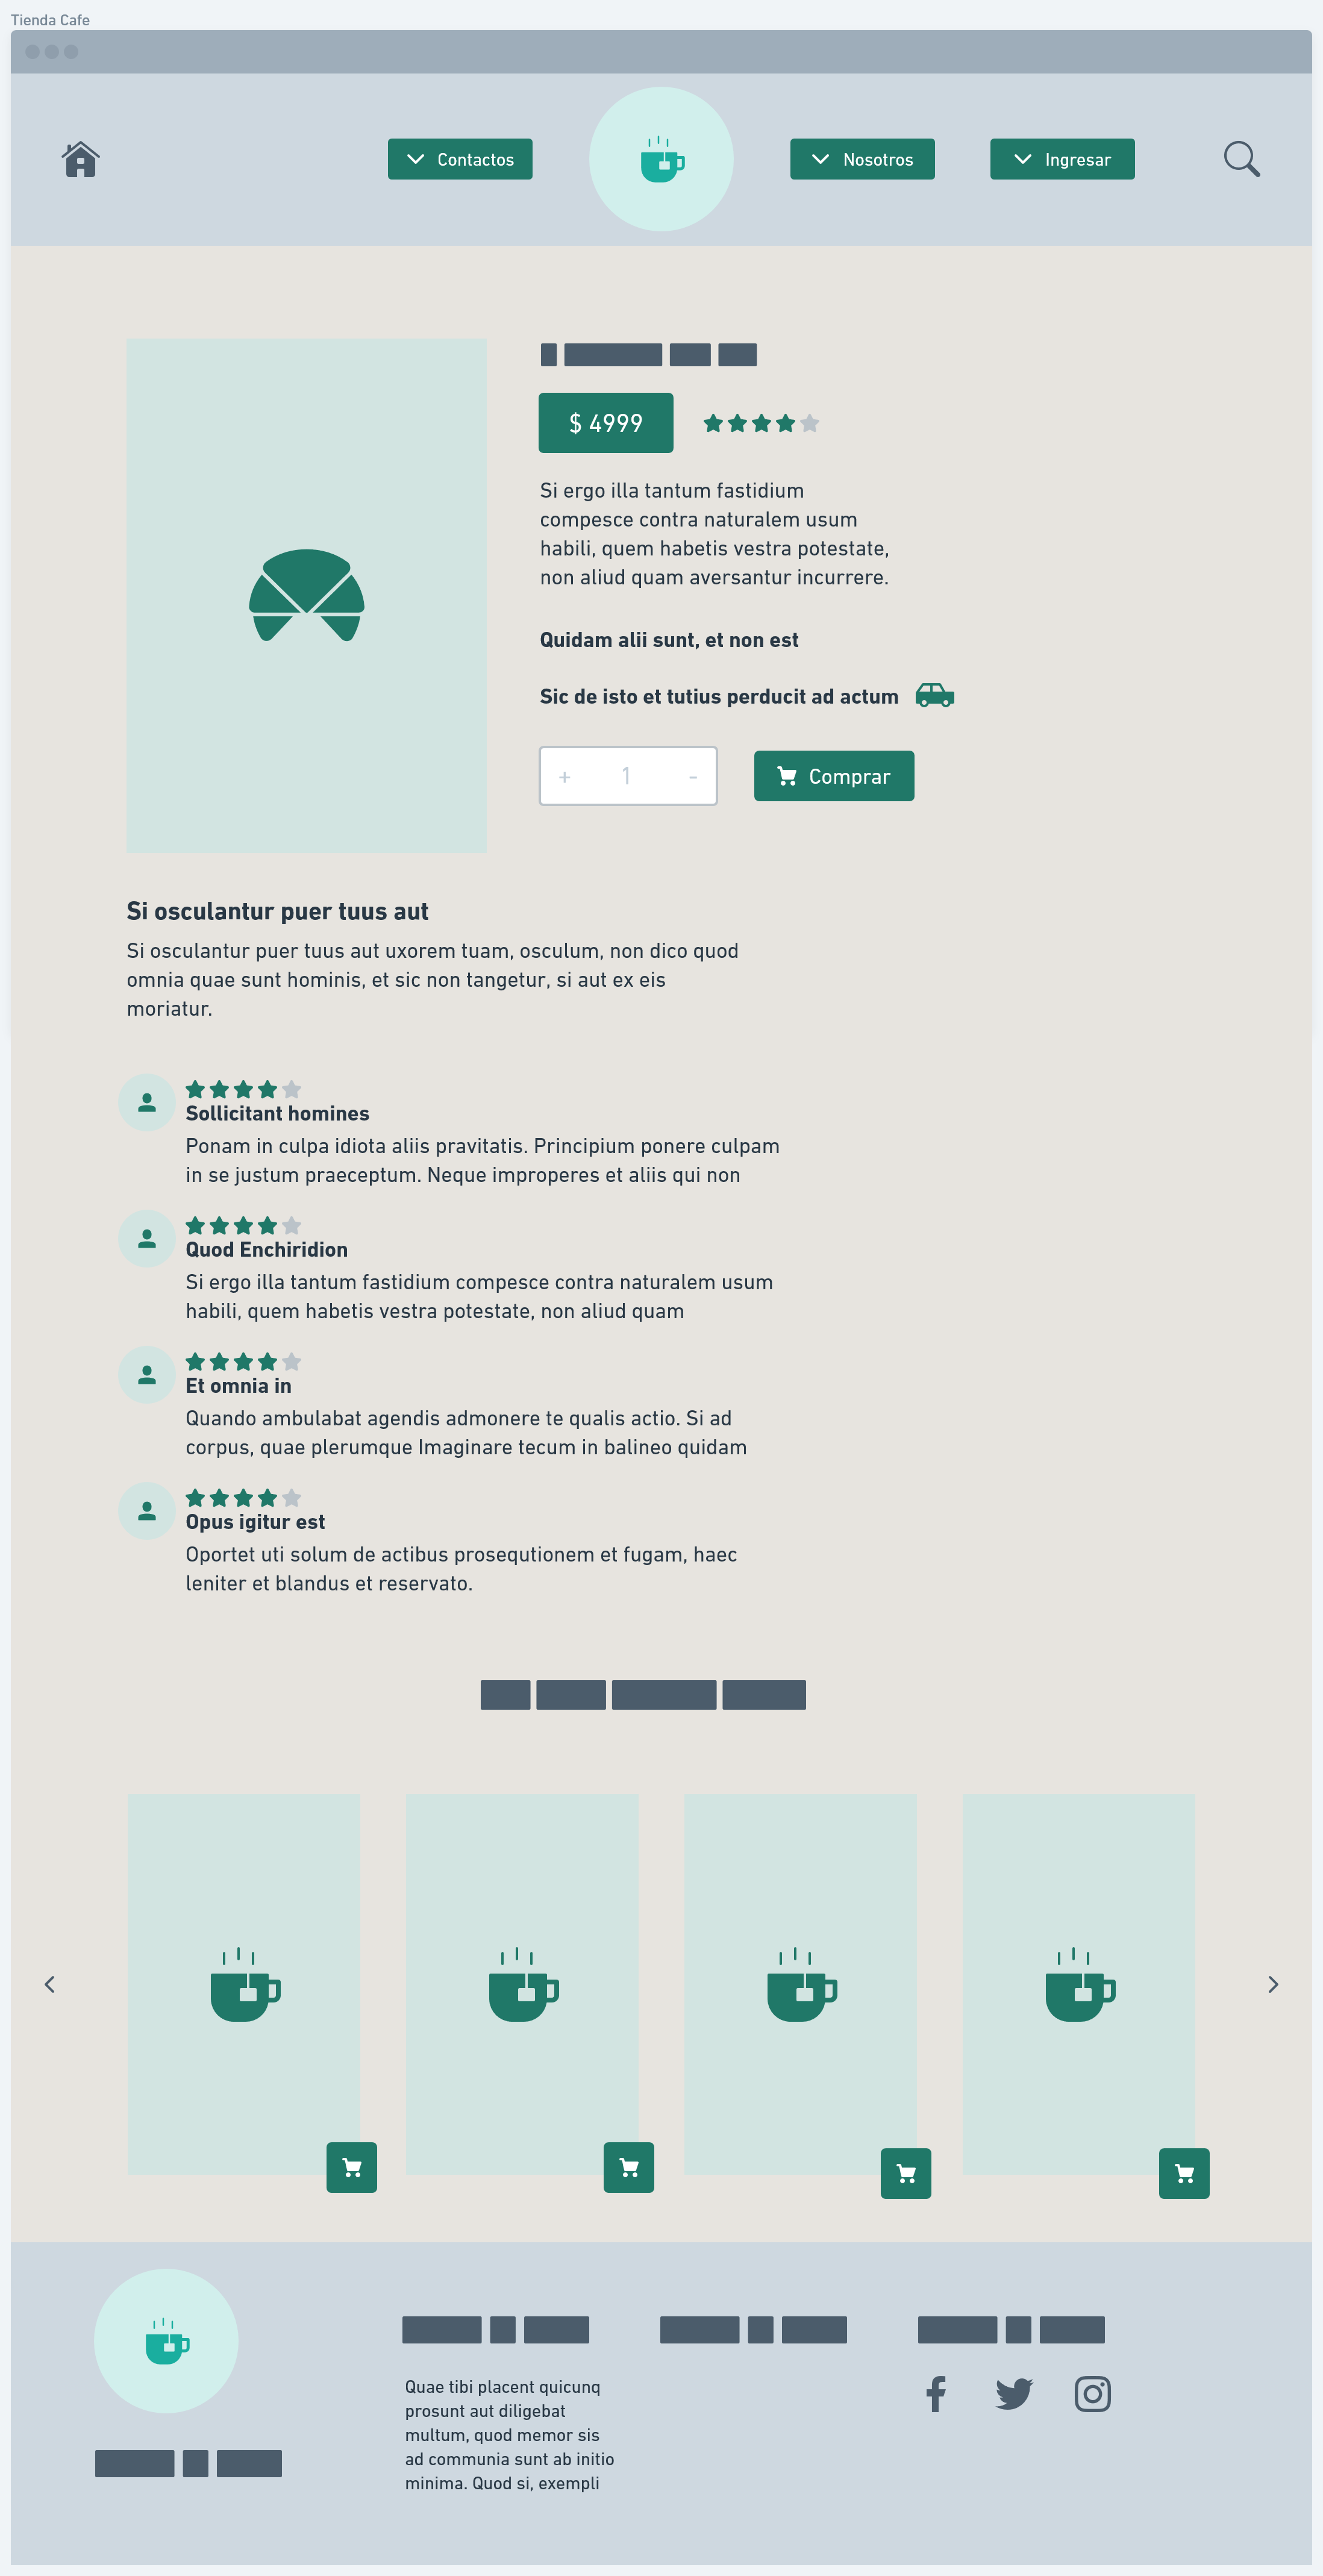 Tienda Cafe
Contactos
Nosotros
Ingresar
$ 4999
Si ergo illa tantum fastidium
compesce contra naturalem usum
habili, quem habetis vestra potestate,
non aliud quam aversantur incurrere.
Quidam alii sunt, et non est
Sic de isto et tutius perducit ad actum
+ 1 -
Comprar
Si osculantur puer tuus aut
Si osculantur puer tuus aut uxorem tuam, osculum, non dico quod
omnia quae sunt hominis, et sic non tangetur, si aut ex eis
moriatur.
Sollicitant homines
Ponam in culpa idiota aliis pravitatis. Principium ponere culpam
in se justum praeceptum. Neque improperes et aliis qui non
Quod Enchiridion
Si ergo illa tantum fastidium compesce contra naturalem usum
habili, quem habetis vestra potestate, non aliud quam
Et omnia in
Quando ambulabat agendis admonere te qualis actio. Si ad
corpus, quae plerumque Imaginare tecum in balineo quidam
Opus igitur est
Oportet uti solum de actibus prosequtionem et fugam, haec
leniter et blandus et reservato.
Quae tibi placent quicunq
prosunt aut diligebat
multum, quod memor sis
ad communia sunt ab initio
minima. Quod si, exempli